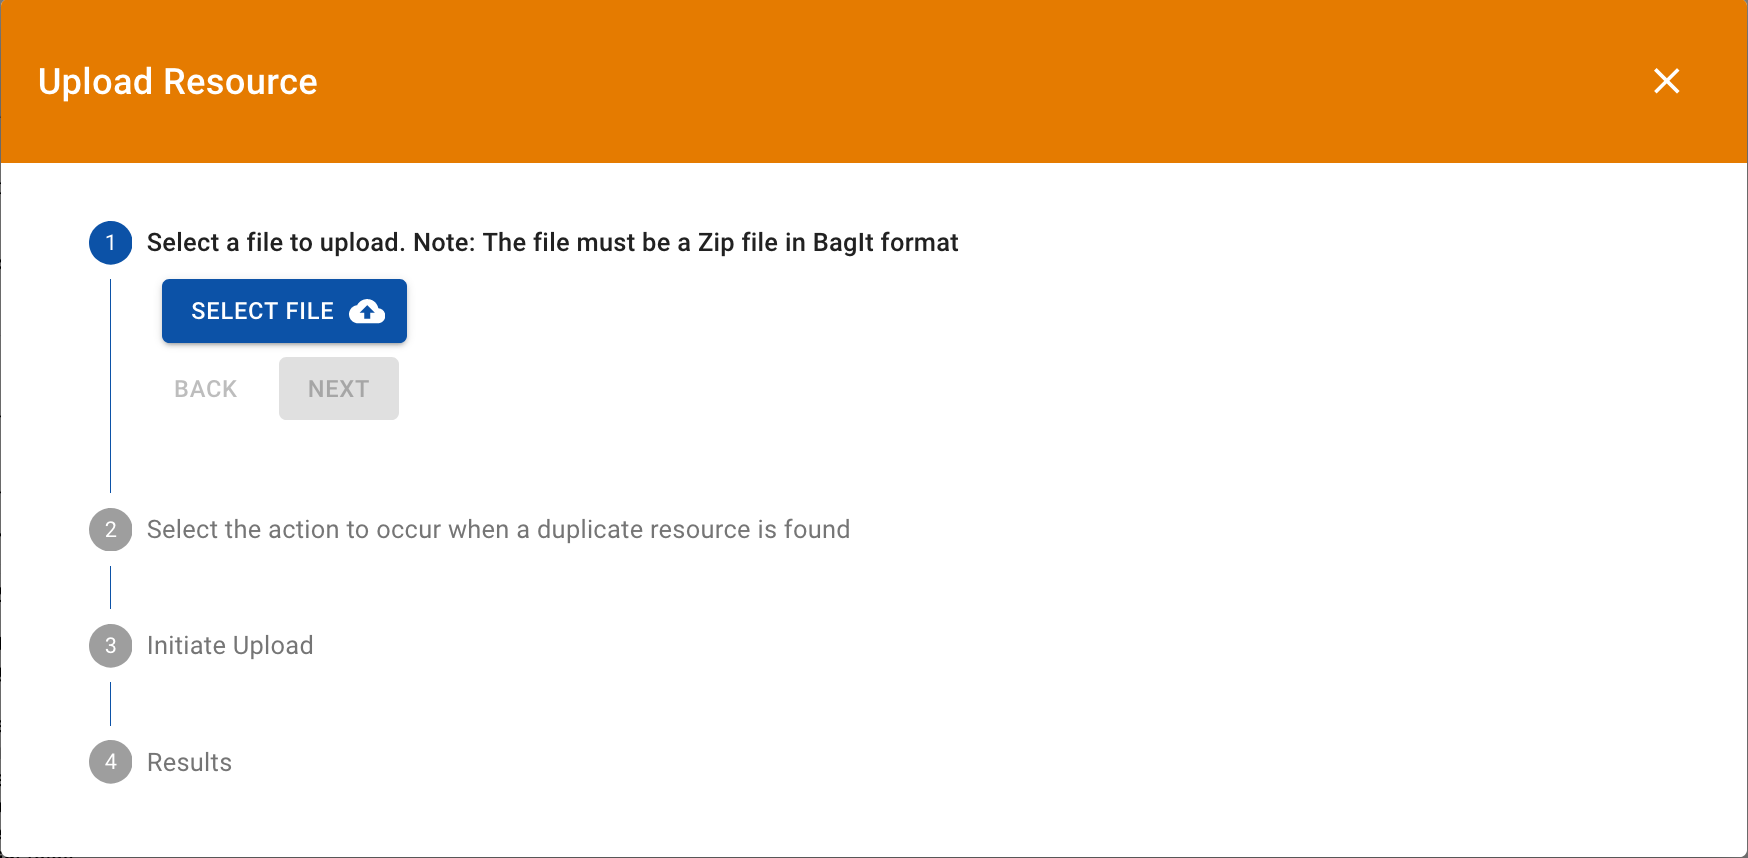 Upload Resource
1 Select a file to upload. Note: The file must be a Zip file in BagIt format
SELECT FILE
BACK NEXT
2 Select the action to occur when a duplicate resource is found
3 Initiate Upload
4 Results